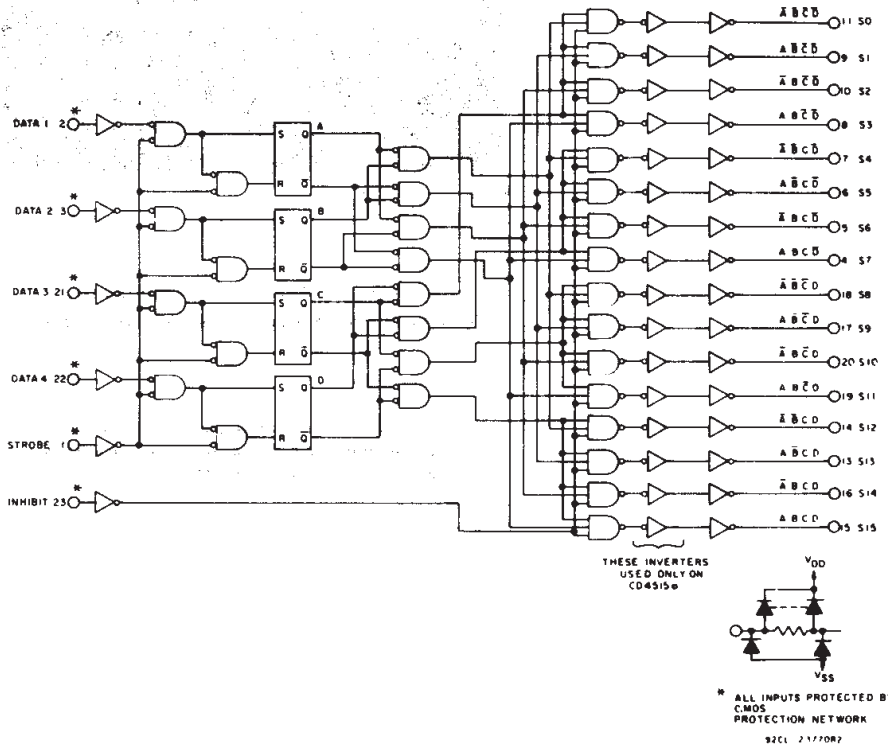 * DATA 1 2
* DATA 2 3
* DATA 3 21
* DATA 4 22
* STROBE 1
* INHIBIT 23
S Q A
R Q̅
S Q B
R Q̅
S Q C
R Q̅
S Q D
R Q̅
A̅ B̅ C̅ D̅ 11 S0
A B̅ C̅ D̅ 9 S1
A̅ B C̅ D̅ 10 S2
A B C̅ D̅ 8 S3
A̅ B̅ C D̅ 7 S4
A B̅ C D̅ 6 S5
A̅ B C D̅ 5 S6
A B C D̅ 4 S7
A̅ B̅ C̅ D 18 S8
A B̅ C̅ D 17 S9
A̅ B C̅ D 20 S10
A B C̅ D 19 S11
A̅ B̅ C D 14 S12
A B̅ C D 13 S13
A̅ B C D 16 S14
A B C D 15 S15
THESE INVERTERS
USED ONLY ON
CD4515
VDD
VSS
* ALL INPUTS PROTECTED B
CMOS
PROTECTION NETWORK